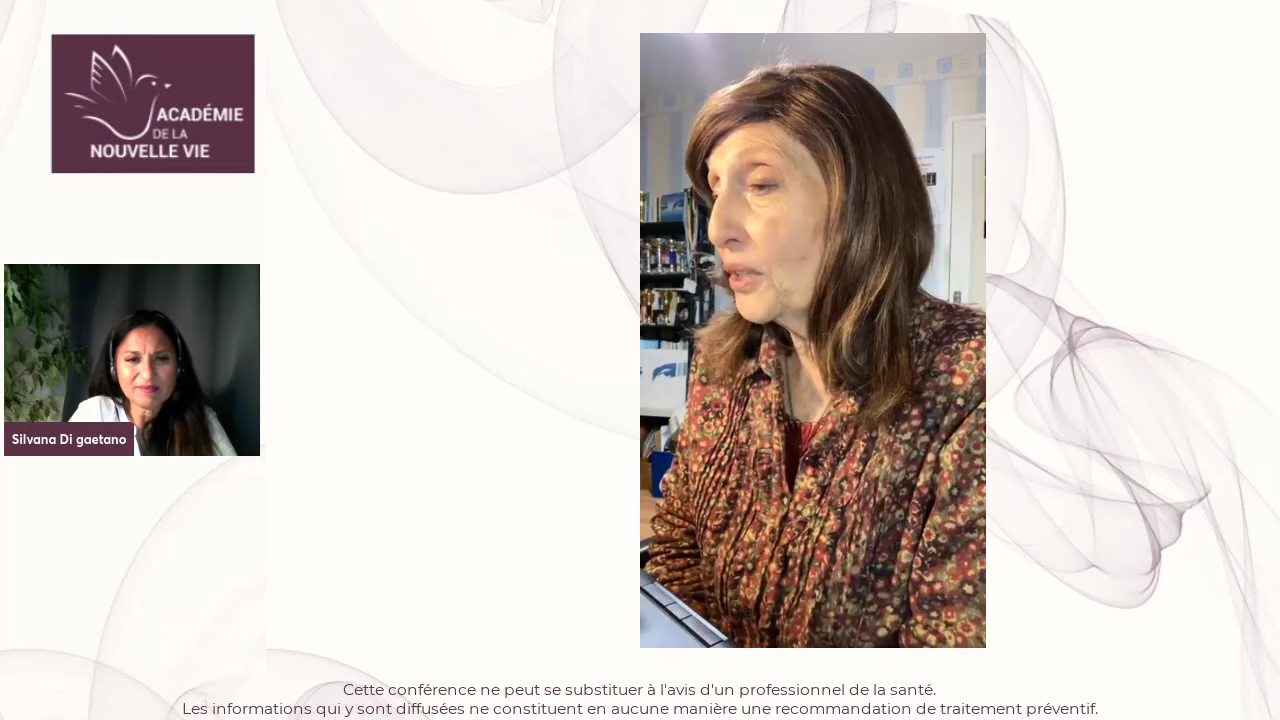 ACADÉMIE
DE LA
NOUVELLE VIE
Silvana Di gaetano
Cette conférence ne peut se substituer à l'avis d'un professionnel de la santé.
Les informations qui y sont diffusées ne constituent en aucune manière une recommandation de traitement préventif.